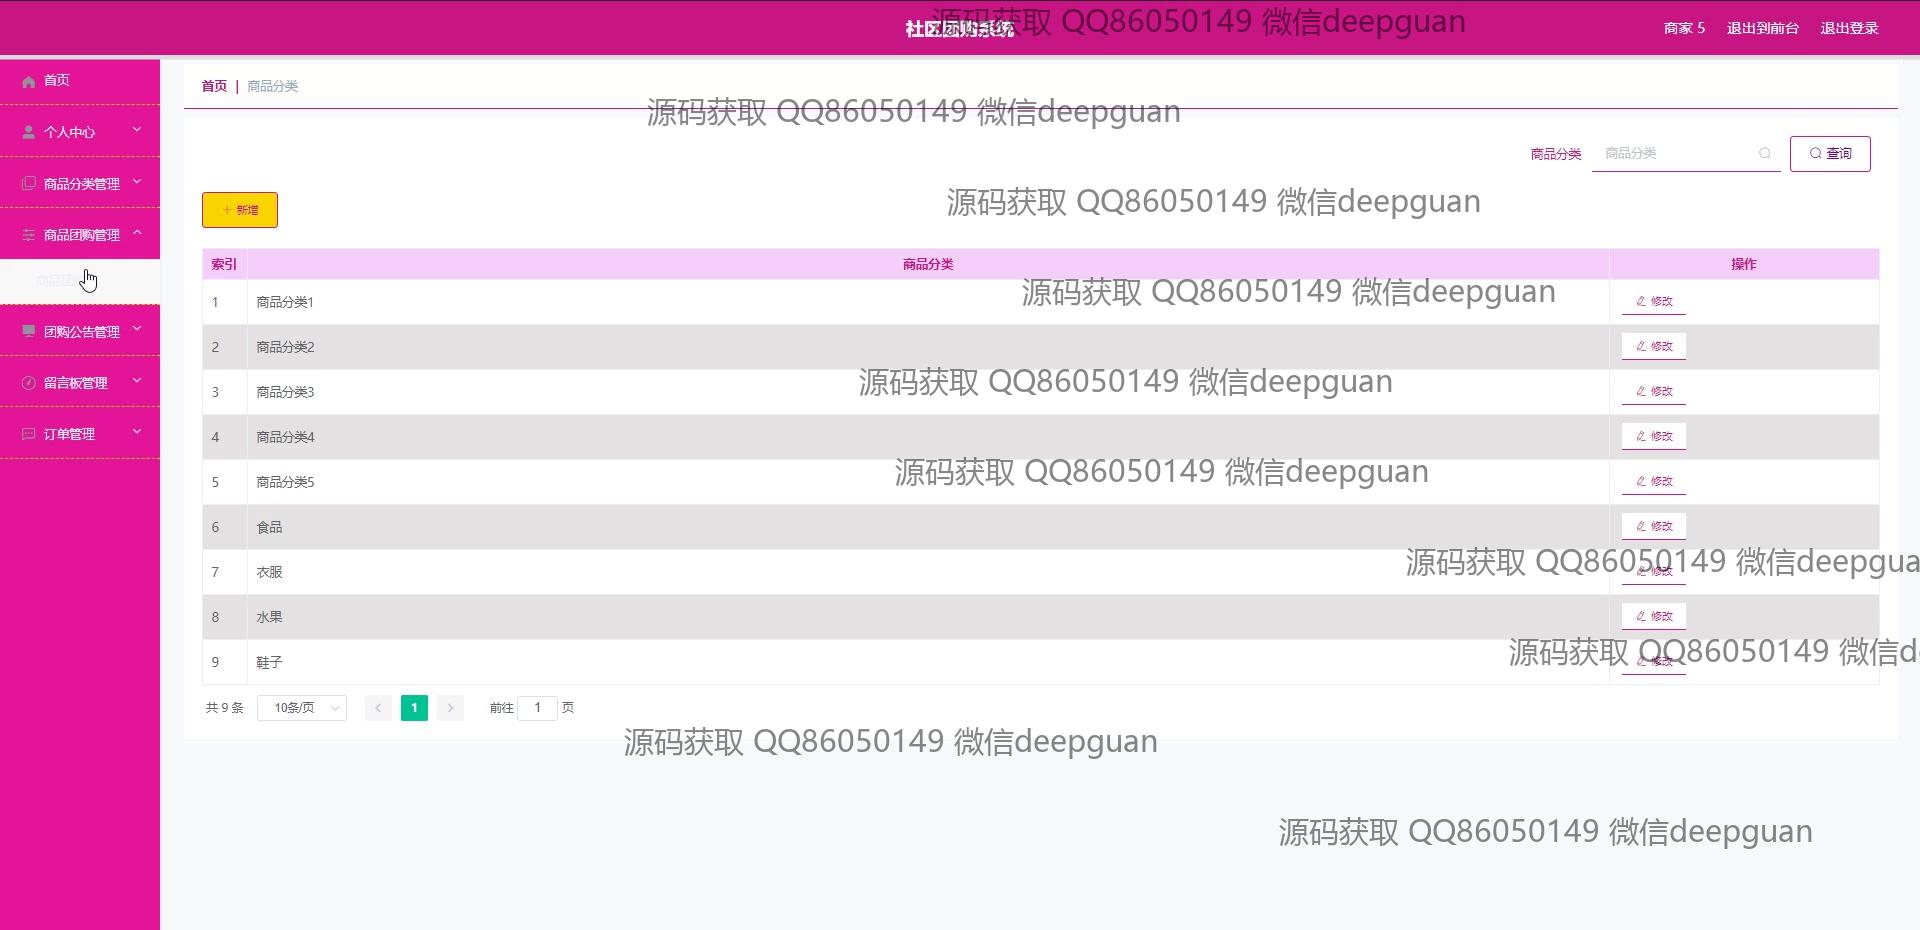 社区团购系统
源码获取 QQ86050149 微信deepguan
商家 5 退出到前台 退出登录
首页
个人中心
商品分类管理
商品团购管理
团购公告管理
留言板管理
订单管理
首页 | 商品分类
源码获取 QQ86050149 微信deepguan
商品分类 商品分类 查询
源码获取 QQ86050149 微信deepguan
+ 新增
索引 商品分类 操作
源码获取 QQ86050149 微信deepguan
1 商品分类1 修改
2 商品分类2 修改
源码获取 QQ86050149 微信deepguan
3 商品分类3 修改
4 商品分类4 修改
源码获取 QQ86050149 微信deepguan
5 商品分类5 修改
6 食品 修改
源码获取 QQ86050149 微信deepgua
7 衣服 修改
8 水果 修改
源码获取 QQ86050149 微信d
9 鞋子 修改
共 9 条 10条/页 1 前往 1 页
源码获取 QQ86050149 微信deepguan
源码获取 QQ86050149 微信deepguan